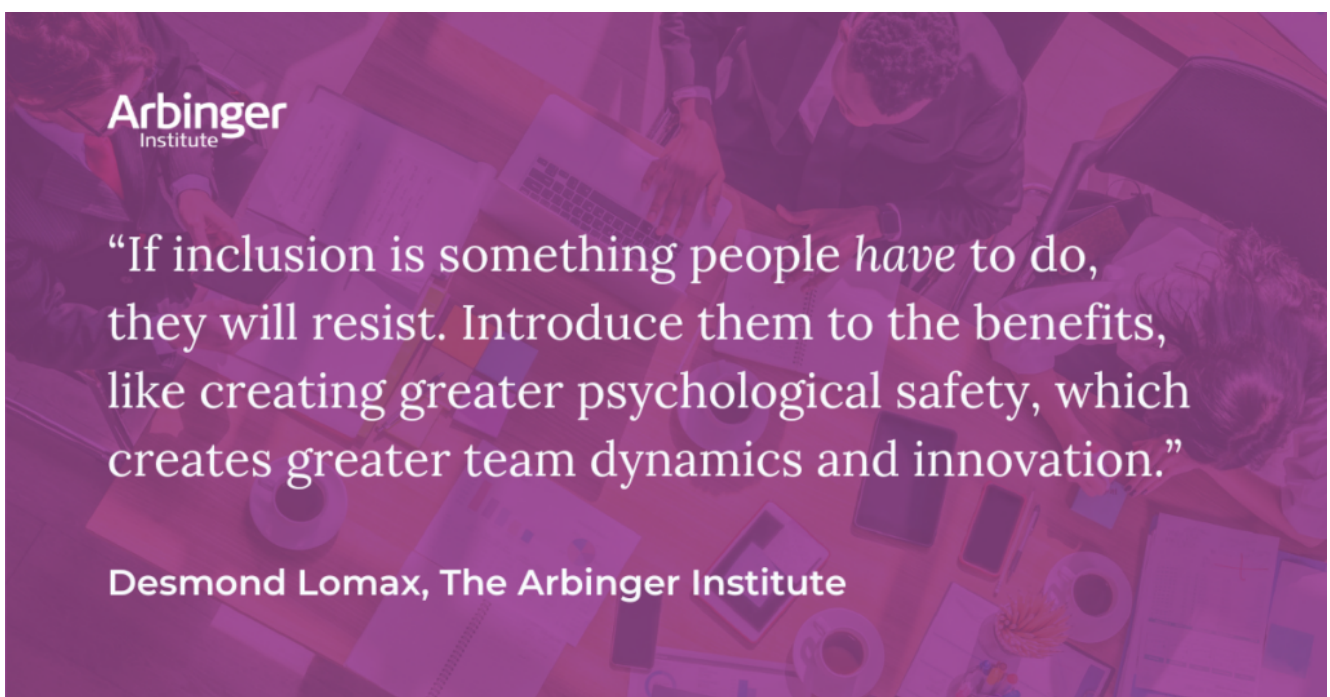 Arbinger
Institute
“If inclusion is something people have to do,
they will resist. Introduce them to the benefits,
like creating greater psychological safety, which
creates greater team dynamics and innovation.”
Desmond Lomax, The Arbinger Institute